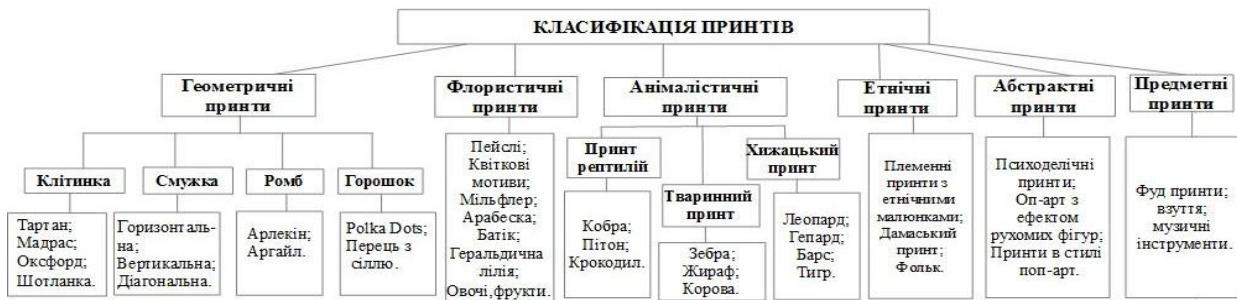 КЛАСИФІКАЦІЯ ПРИНТІВ
Геометричні
принти
Флористичні
принти
Анімалістичні
принти
Етнічні
принти
Абстрактні
принти
Предметні
принти
Клітинка
Смужка
Ромб
Горошок
Тартан;
Мадрас;
Оксфорд;
Шотланка.
Горизонталь-
на;
Вертикальна;
Діагональна.
Арлекін;
Аргайл.
Polka Dots;
Перець з
сіллю.
Пейслі;
Квіткові
мотиви;
Мільфлер;
Арабеска;
Батік;
Геральдична
лілія;
Овочі,фрукти.
Принт
рептилій
Тваринний
принт
Хижацький
принт
Кобра;
Пітон;
Крокодил.
Зебра;
Жираф;
Корова.
Леопард;
Гепард;
Барс;
Тигр.
Племенні
принти з
етнічними
малюнками;
Дамаський
принт;
Фольк.
Психоделічні
принти;
Оп-арт з
ефектом
рухомих фігур;
Принти в стилі
поп-арт.
Фуд принти;
взуття;
музичні
інструменти.